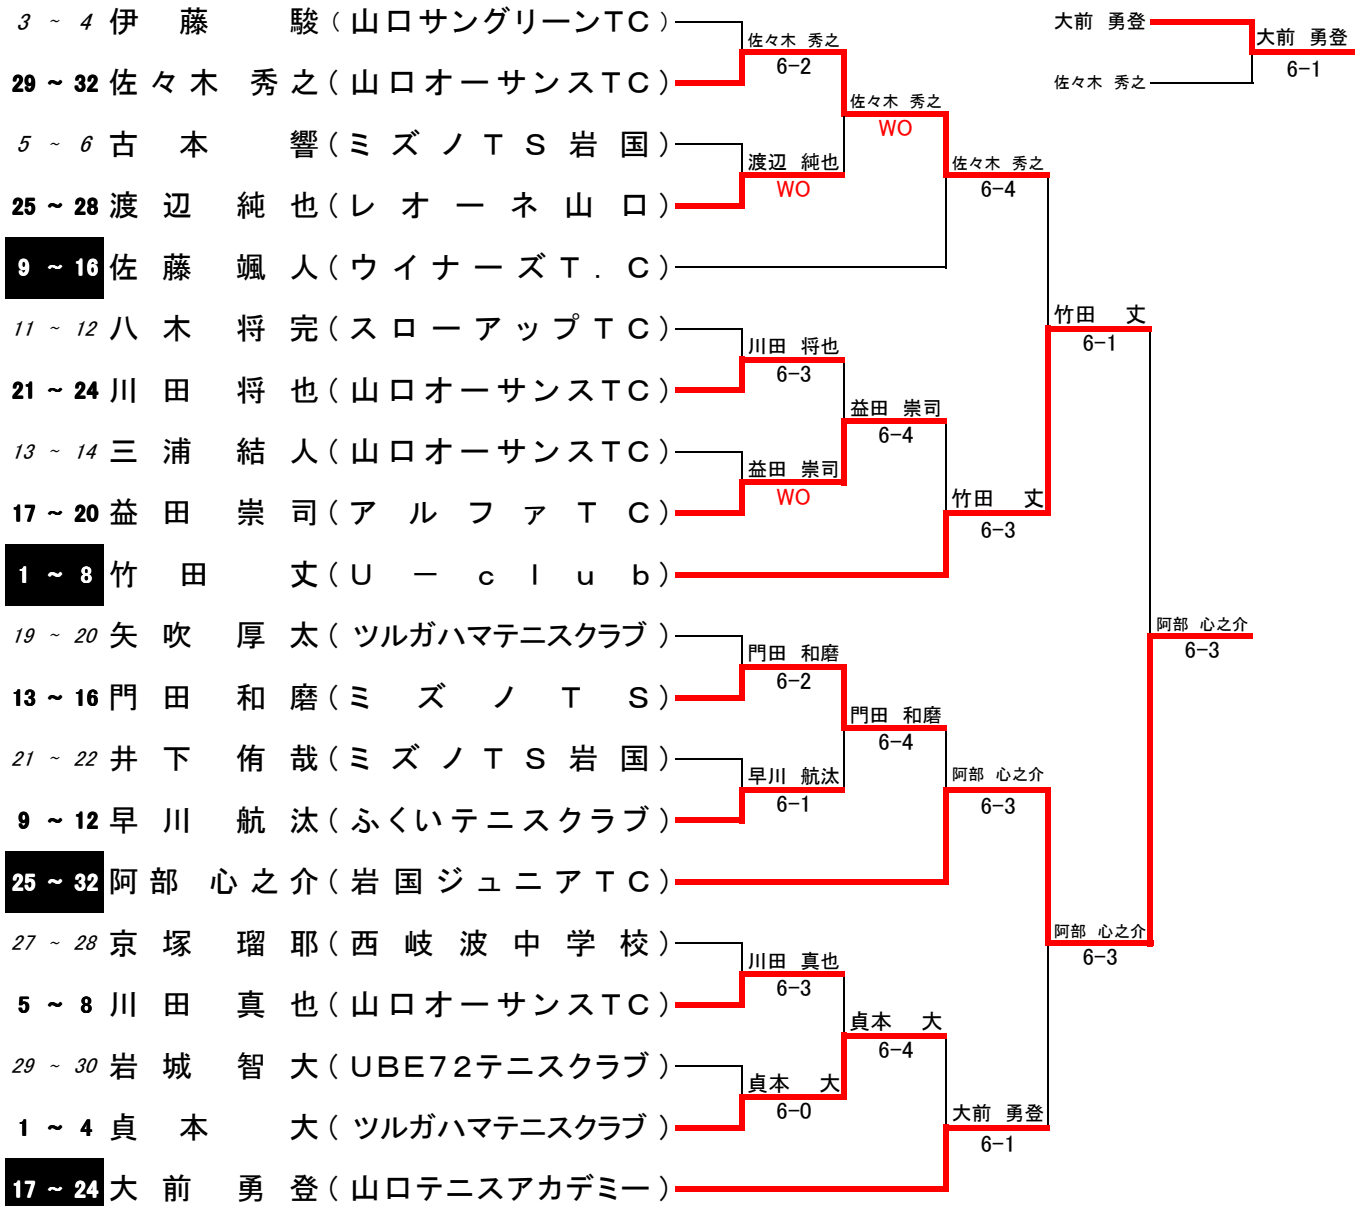 3 ~ 4 伊藤 駿(山口サングリーンTC)
29 ~ 32 佐々木 秀之(山口オーサンスTC)
5 ~ 6 古本 響(ミズノTS岩国)
25 ~ 28 渡辺 純也(レオーネ山口)
9 ~ 16 佐藤 颯人(ウイナーズT.C)
11 ~ 12 八木 将完(スローアップTC)
21 ~ 24 川田 将也(山口オーサンスTC)
13 ~ 14 三浦 結人(山口オーサンスTC)
17 ~ 20 益田 崇司(アルファTC)
1 ~ 8 竹田 丈(U-club)
19 ~ 20 矢吹 厚太(ツルガハマテニスクラブ)
13 ~ 16 門田 和磨(ミズノTS)
21 ~ 22 井下 侑哉(ミズノTS岩国)
9 ~ 12 早川 航汰(ふくいテニスクラブ)
25 ~ 32 阿部 心之介(岩国ジュニアTC)
27 ~ 28 京塚 瑠耶(西岐波中学校)
5 ~ 8 川田 真也(山口オーサンスTC)
29 ~ 30 岩城 智大(UBE72テニスクラブ)
1 ~ 4 貞本 大(ツルガハマテニスクラブ)
17 ~ 24 大前 勇登(山口テニスアカデミー)
佐々木 秀之
6-2
渡辺 純也
WO
川田 将也
6-3
益田 崇司
WO
門田 和磨
6-2
早川 航汰
6-1
川田 真也
6-3
貞本 大
6-0
佐々木 秀之
WO
益田 崇司
6-4
門田 和磨
6-4
貞本 大
6-4
佐々木 秀之
6-4
竹田 丈
6-3
阿部 心之介
6-3
大前 勇登
6-1
竹田 丈
6-1
阿部 心之介
6-3
阿部 心之介
6-3
大前 勇登
佐々木 秀之
大前 勇登
6-1